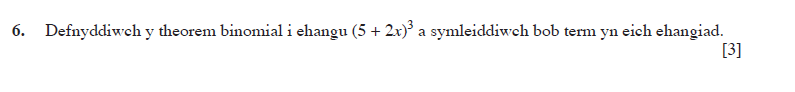 6. Defnyddiwch y theorem binomial i ehangu (5 + 2x)³ a symleiddiwch bob term yn eich ehangiad.
[3]